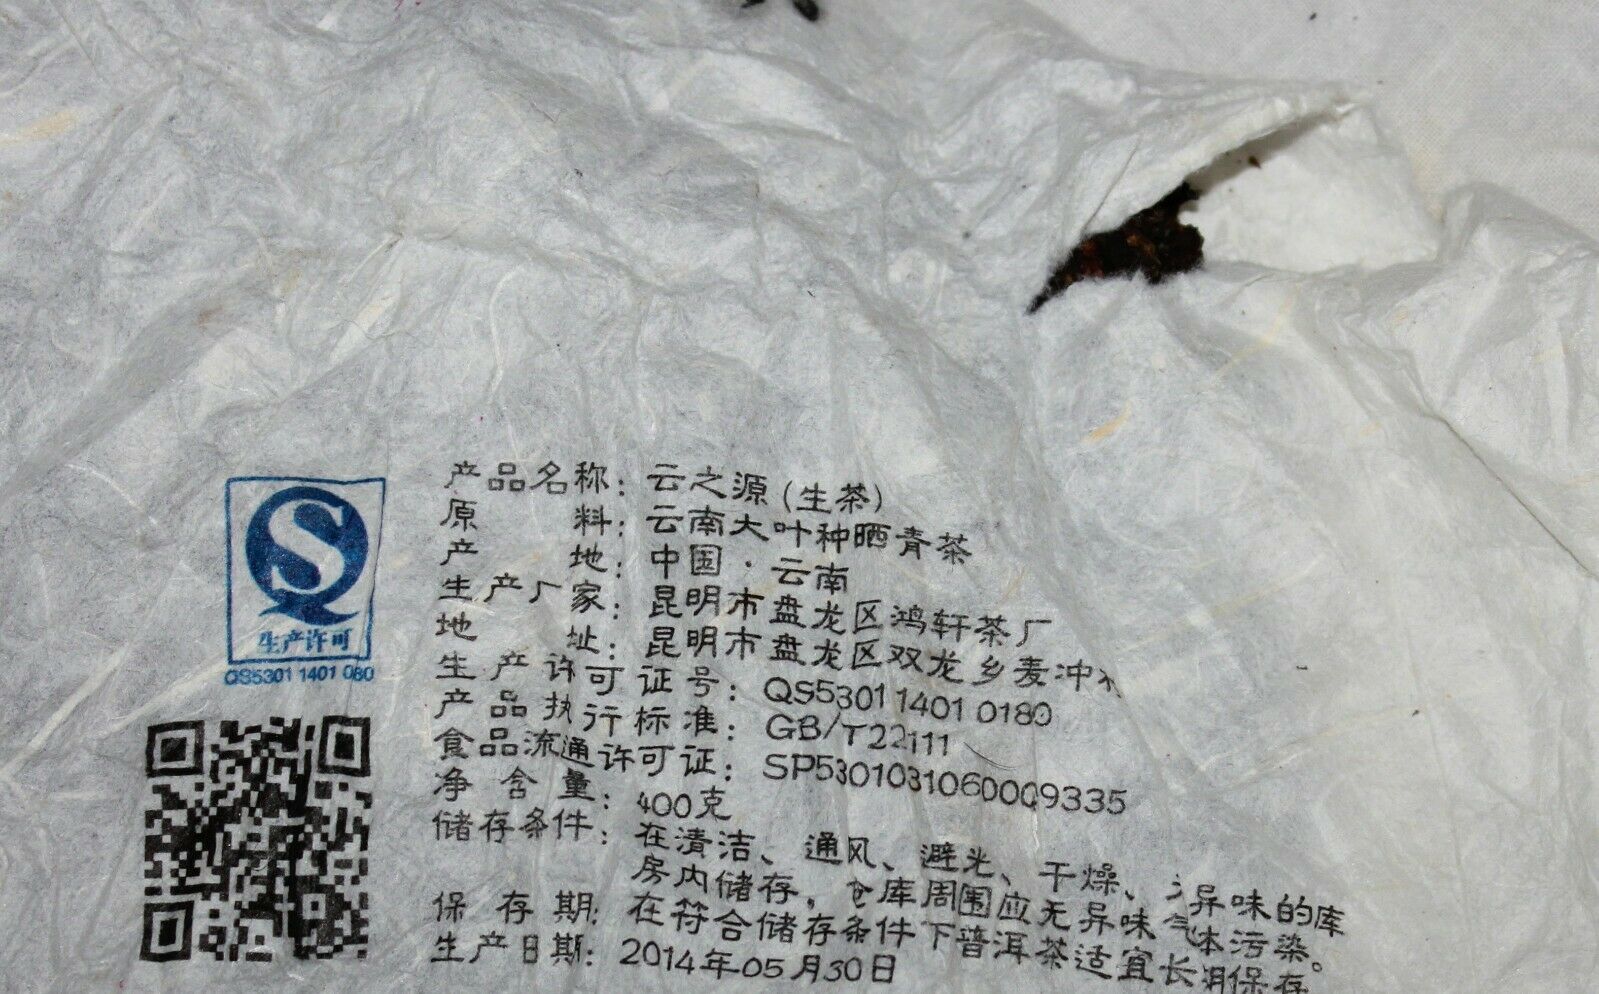 生产许可
QS5301 1401 080
产品名称：云之源（生茶）
原料：云南大叶种晒青茶
产地：中国·云南
生产厂家：昆明市盘龙区鸿轩茶厂
地址：昆明市盘龙区双龙乡麦冲
生产许可证号：QS5301 1401 0180
产品执行标准：GB/T22111
食品流通许可证：SP5301031060009335
净含量：400克
储存条件：在清洁、通风、避光、干燥、异味的库
房内储存，仓库周围应无异味气体污染。
保存期：在符合储存条件下普洱茶适宜长期保存
生产日期：2014年05月30日